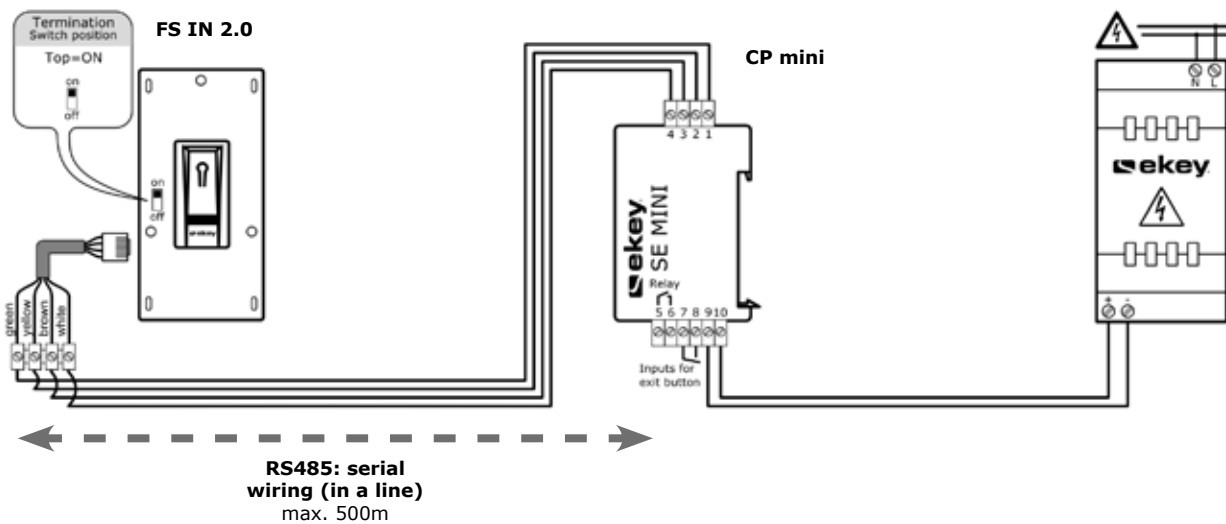 Termination
Switch position
Top=ON
on
off
FS IN 2.0
on
off
ekey
green
yellow
brown
white
CP mini
4 3 2 1
ekey
SE MINI
Relay
5 6 7 8 9 10
Inputs for
exit button
N L
ekey
+ -
RS485: serial
wiring (in a line)
max. 500m